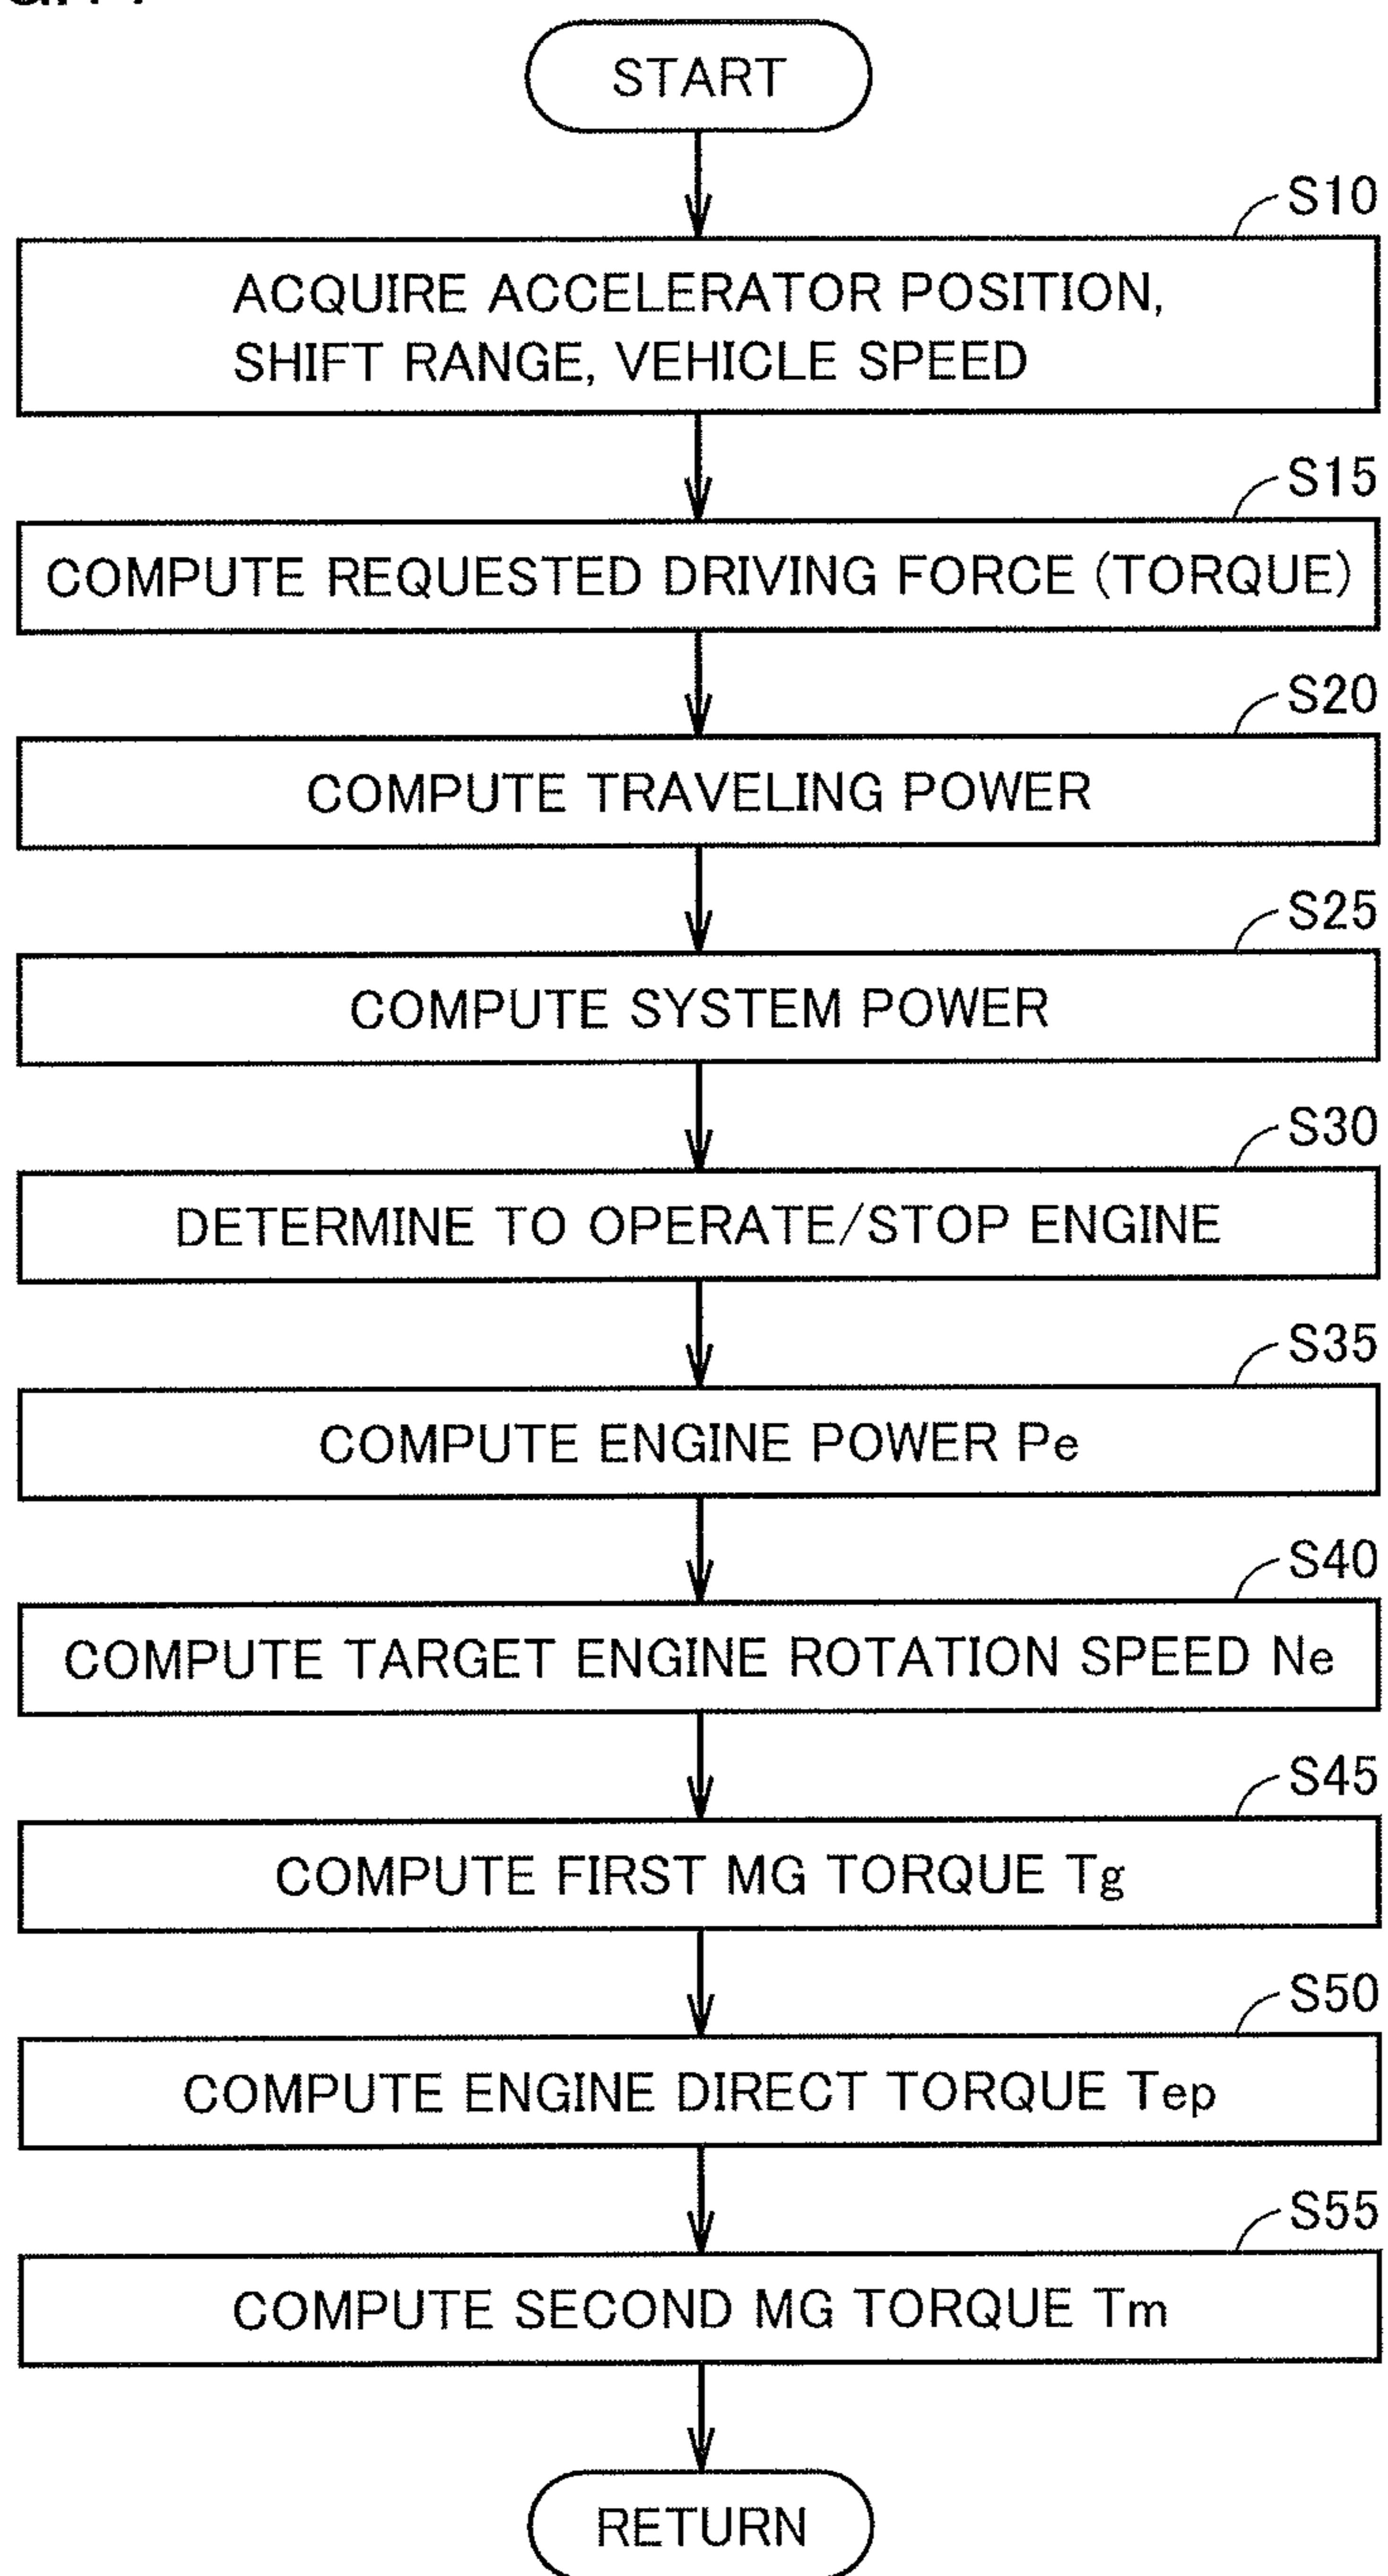 START
S10
ACQUIRE ACCELERATOR POSITION,
SHIFT RANGE, VEHICLE SPEED
S15
COMPUTE REQUESTED DRIVING FORCE (TORQUE)
S20
COMPUTE TRAVELING POWER
S25
COMPUTE SYSTEM POWER
S30
DETERMINE TO OPERATE/STOP ENGINE
S35
COMPUTE ENGINE POWER Pe
S40
COMPUTE TARGET ENGINE ROTATION SPEED Ne
S45
COMPUTE FIRST MG TORQUE Tg
S50
COMPUTE ENGINE DIRECT TORQUE Tep
S55
COMPUTE SECOND MG TORQUE Tm
RETURN